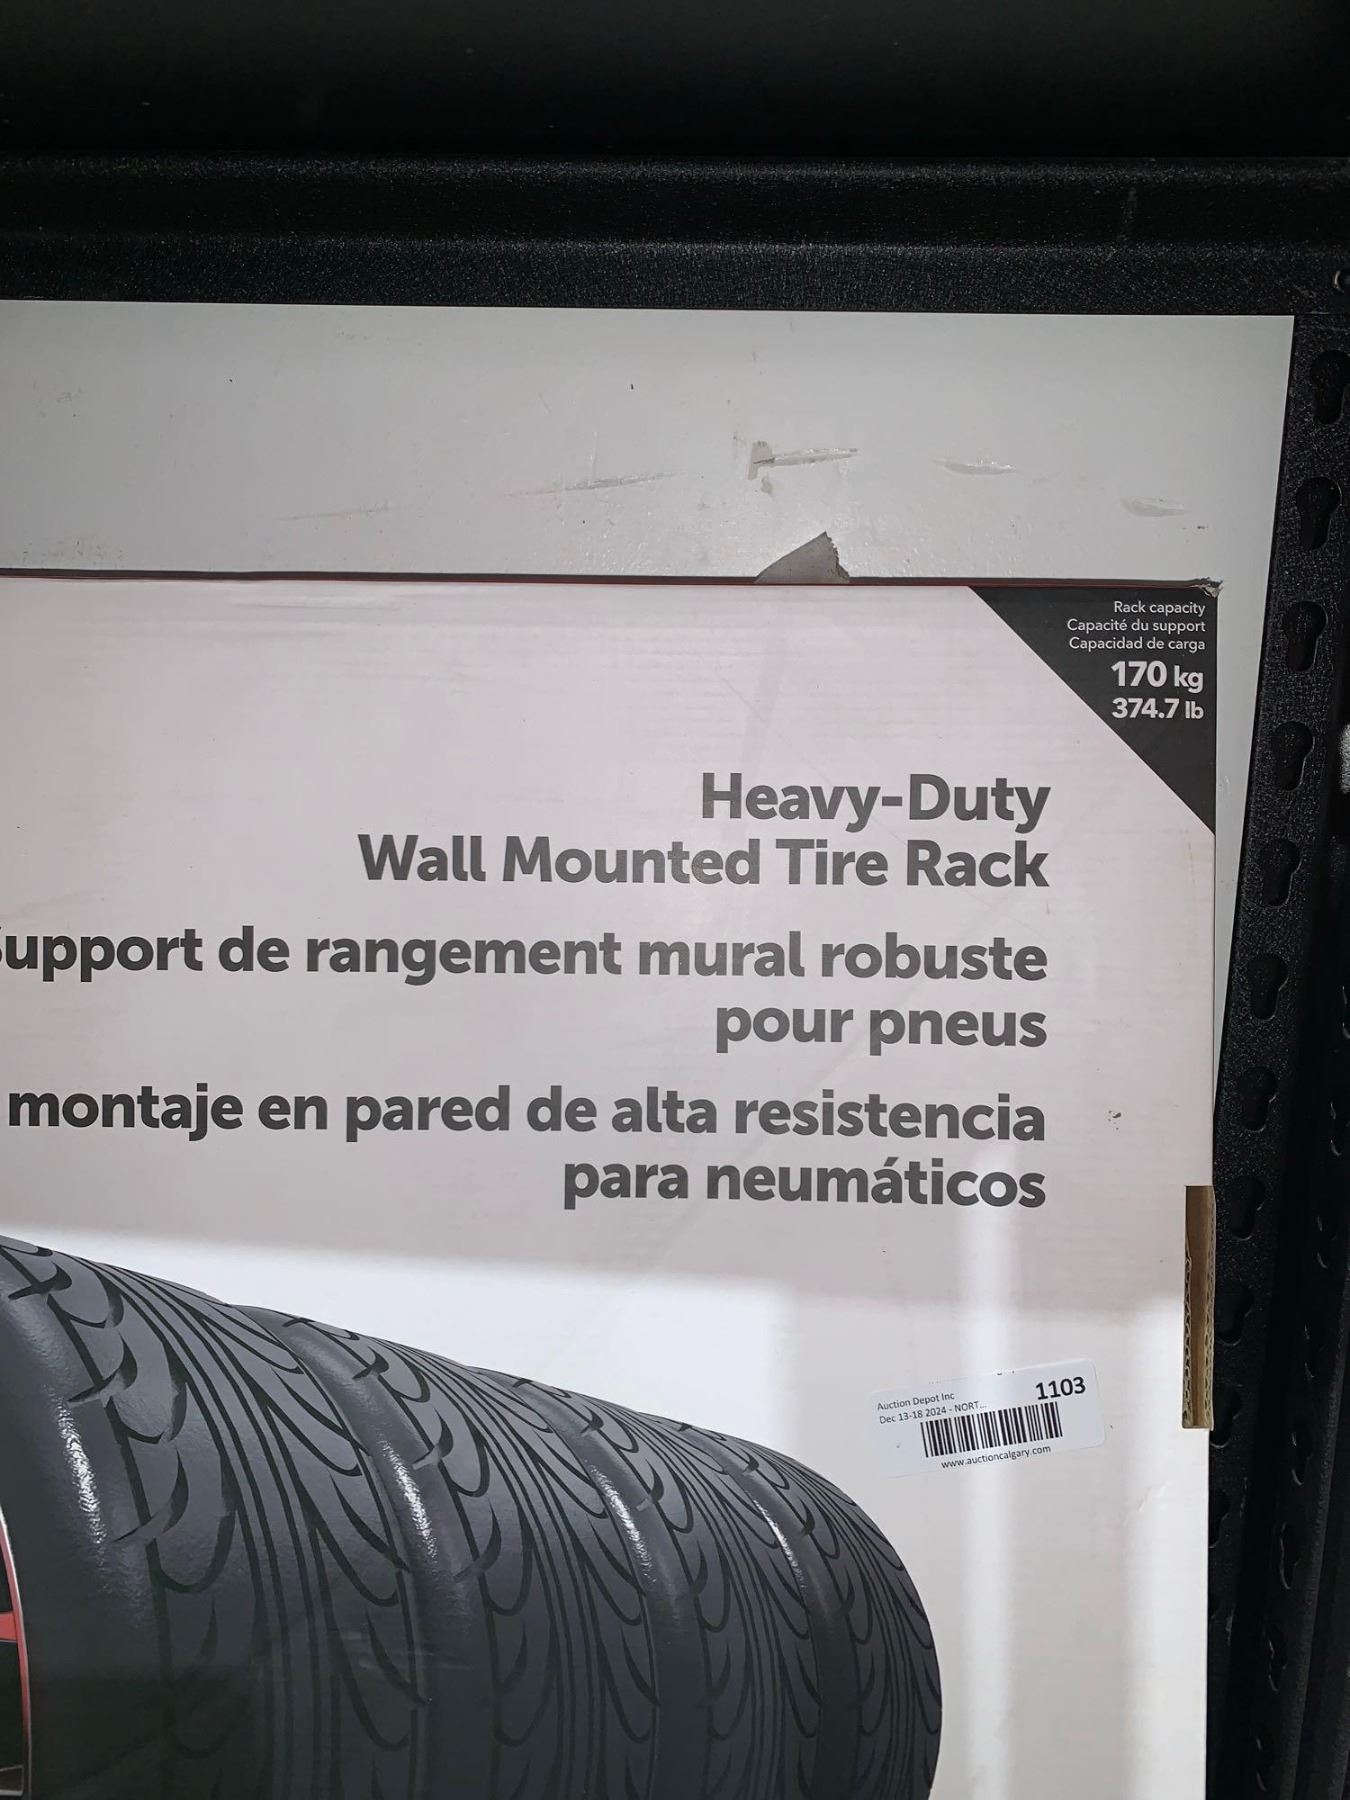 Rack capacity
Capacité du support
Capacidad de carga
170 kg
374.7 lb
Heavy-Duty
Wall Mounted Tire Rack
Support de rangement mural robuste
pour pneus
montaje en pared de alta resistencia
para neumáticos
Auction Depot Inc
1103
Dec 13-18 2024 - NORT...
www.auctioncalgary.com